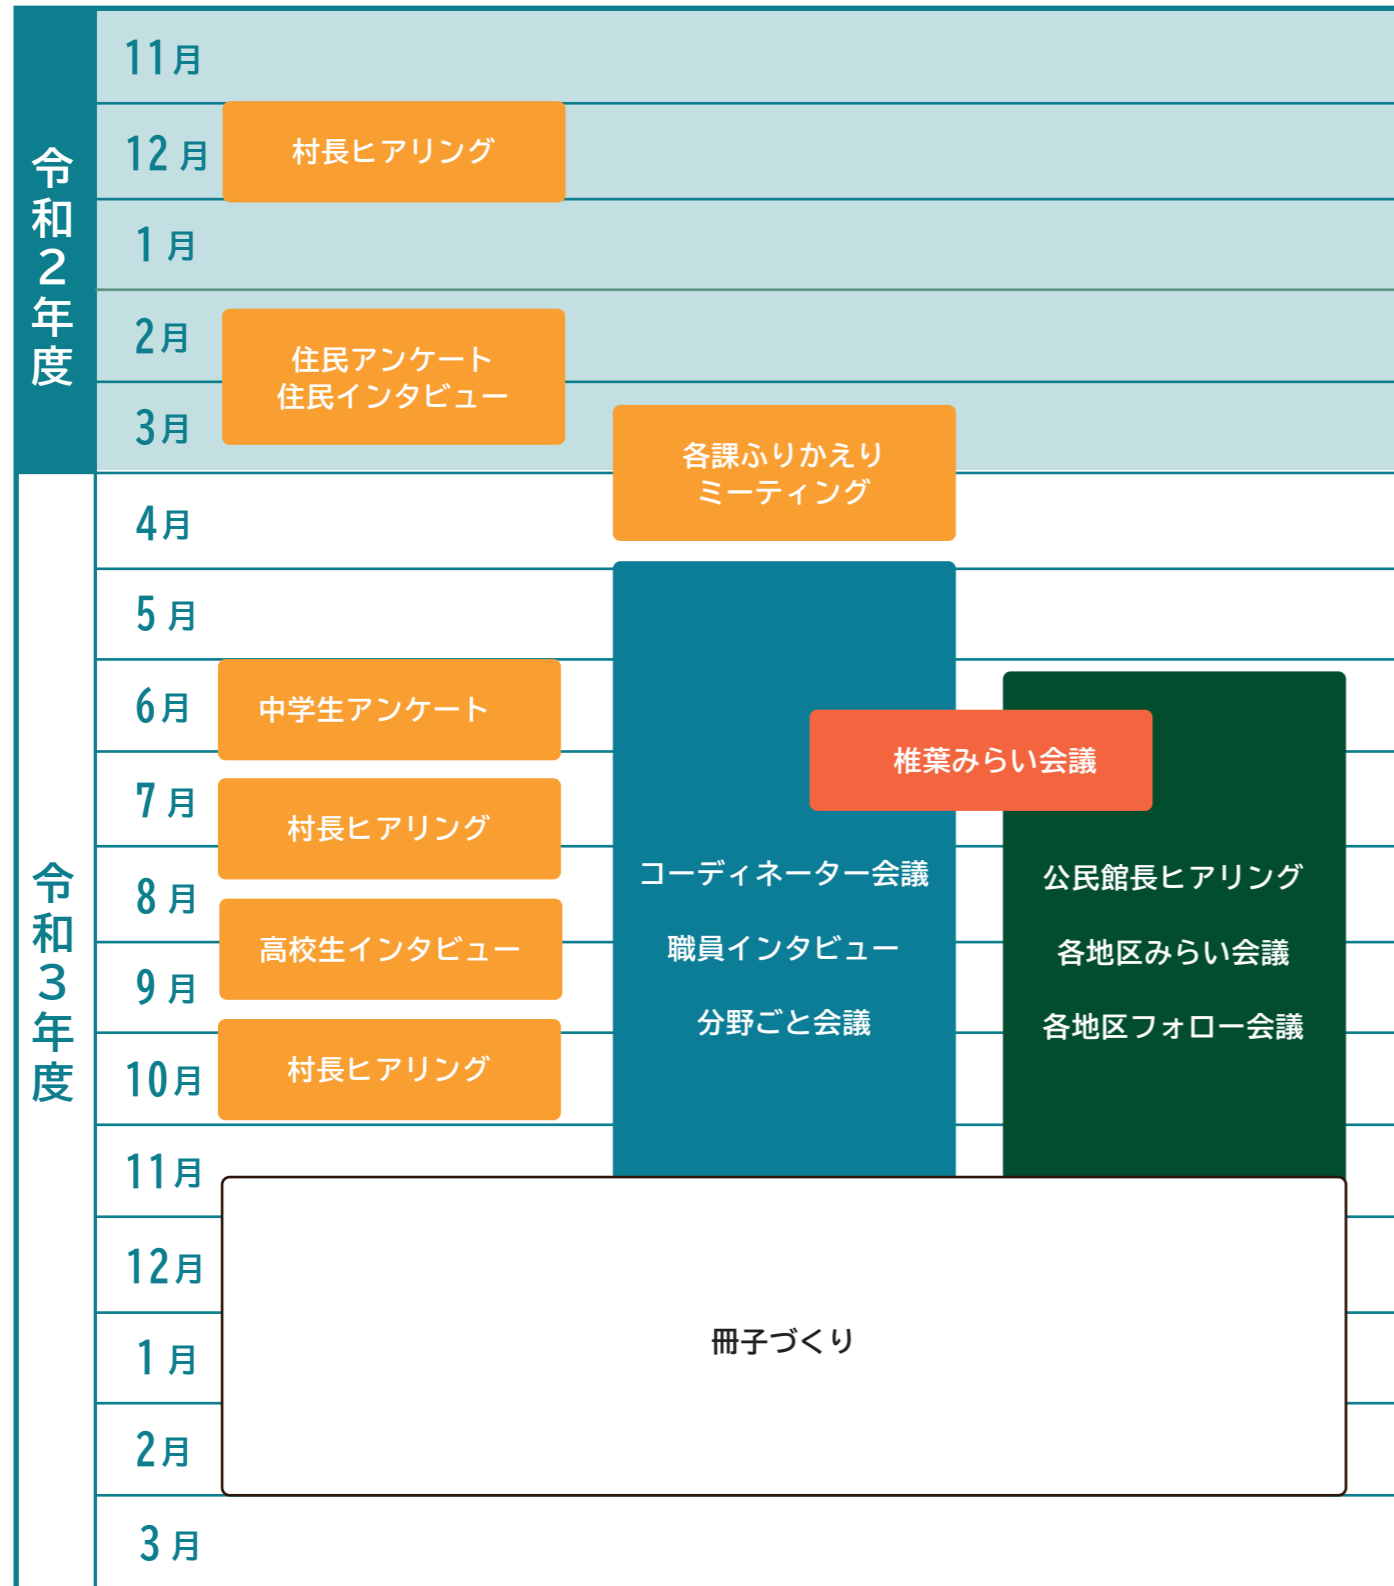 令和2年度
11月
12月
村長ヒアリング
1月
2月
住民アンケート
住民インタビュー
3月
各課ふりかえり
ミーティング
令和3年度
4月
5月
6月
中学生アンケート
椎葉みらい会議
7月
村長ヒアリング
8月
コーディネーター会議
公民館長ヒアリング
高校生インタビュー
職員インタビュー
各地区みらい会議
9月
分野ごと会議
各地区フォロー会議
10月
村長ヒアリング
11月
12月
冊子づくり
1月
2月
3月